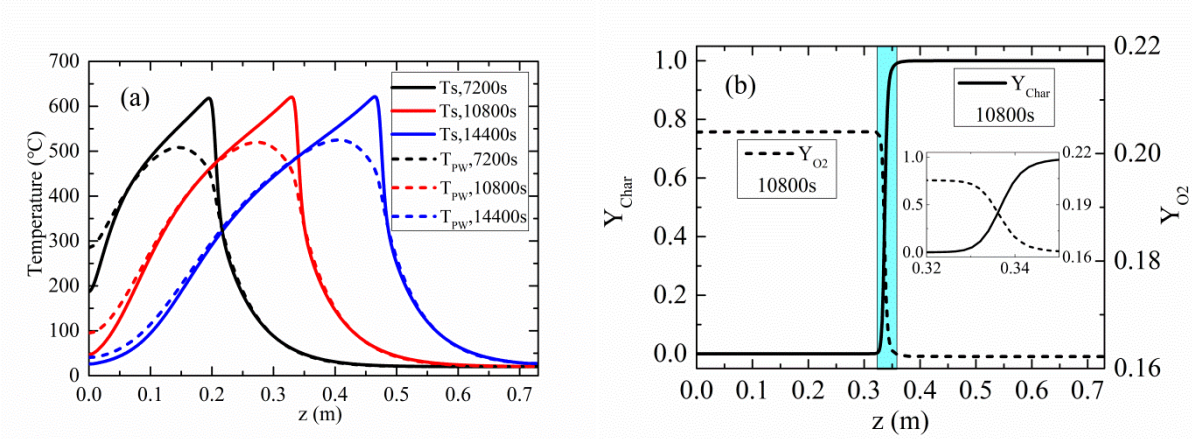 (a)
Temperature (°C)
700
600
500
400
300
200
100
0
Ts,7200s
Ts,10800s
Ts,14400s
T_PW,7200s
T_PW,10800s
T_PW,14400s
0.0 0.1 0.2 0.3 0.4 0.5 0.6 0.7
z (m)
(b)
Y_Char
1.0
0.8
0.6
0.4
0.2
0.0
Y_Char
10800s
Y_O2
10800s
1.0
0.5
0.0
0.22
0.19
0.16
0.32 0.34
0.22
0.20
0.18
0.16
Y_O2
0.0 0.1 0.2 0.3 0.4 0.5 0.6 0.7
z (m)